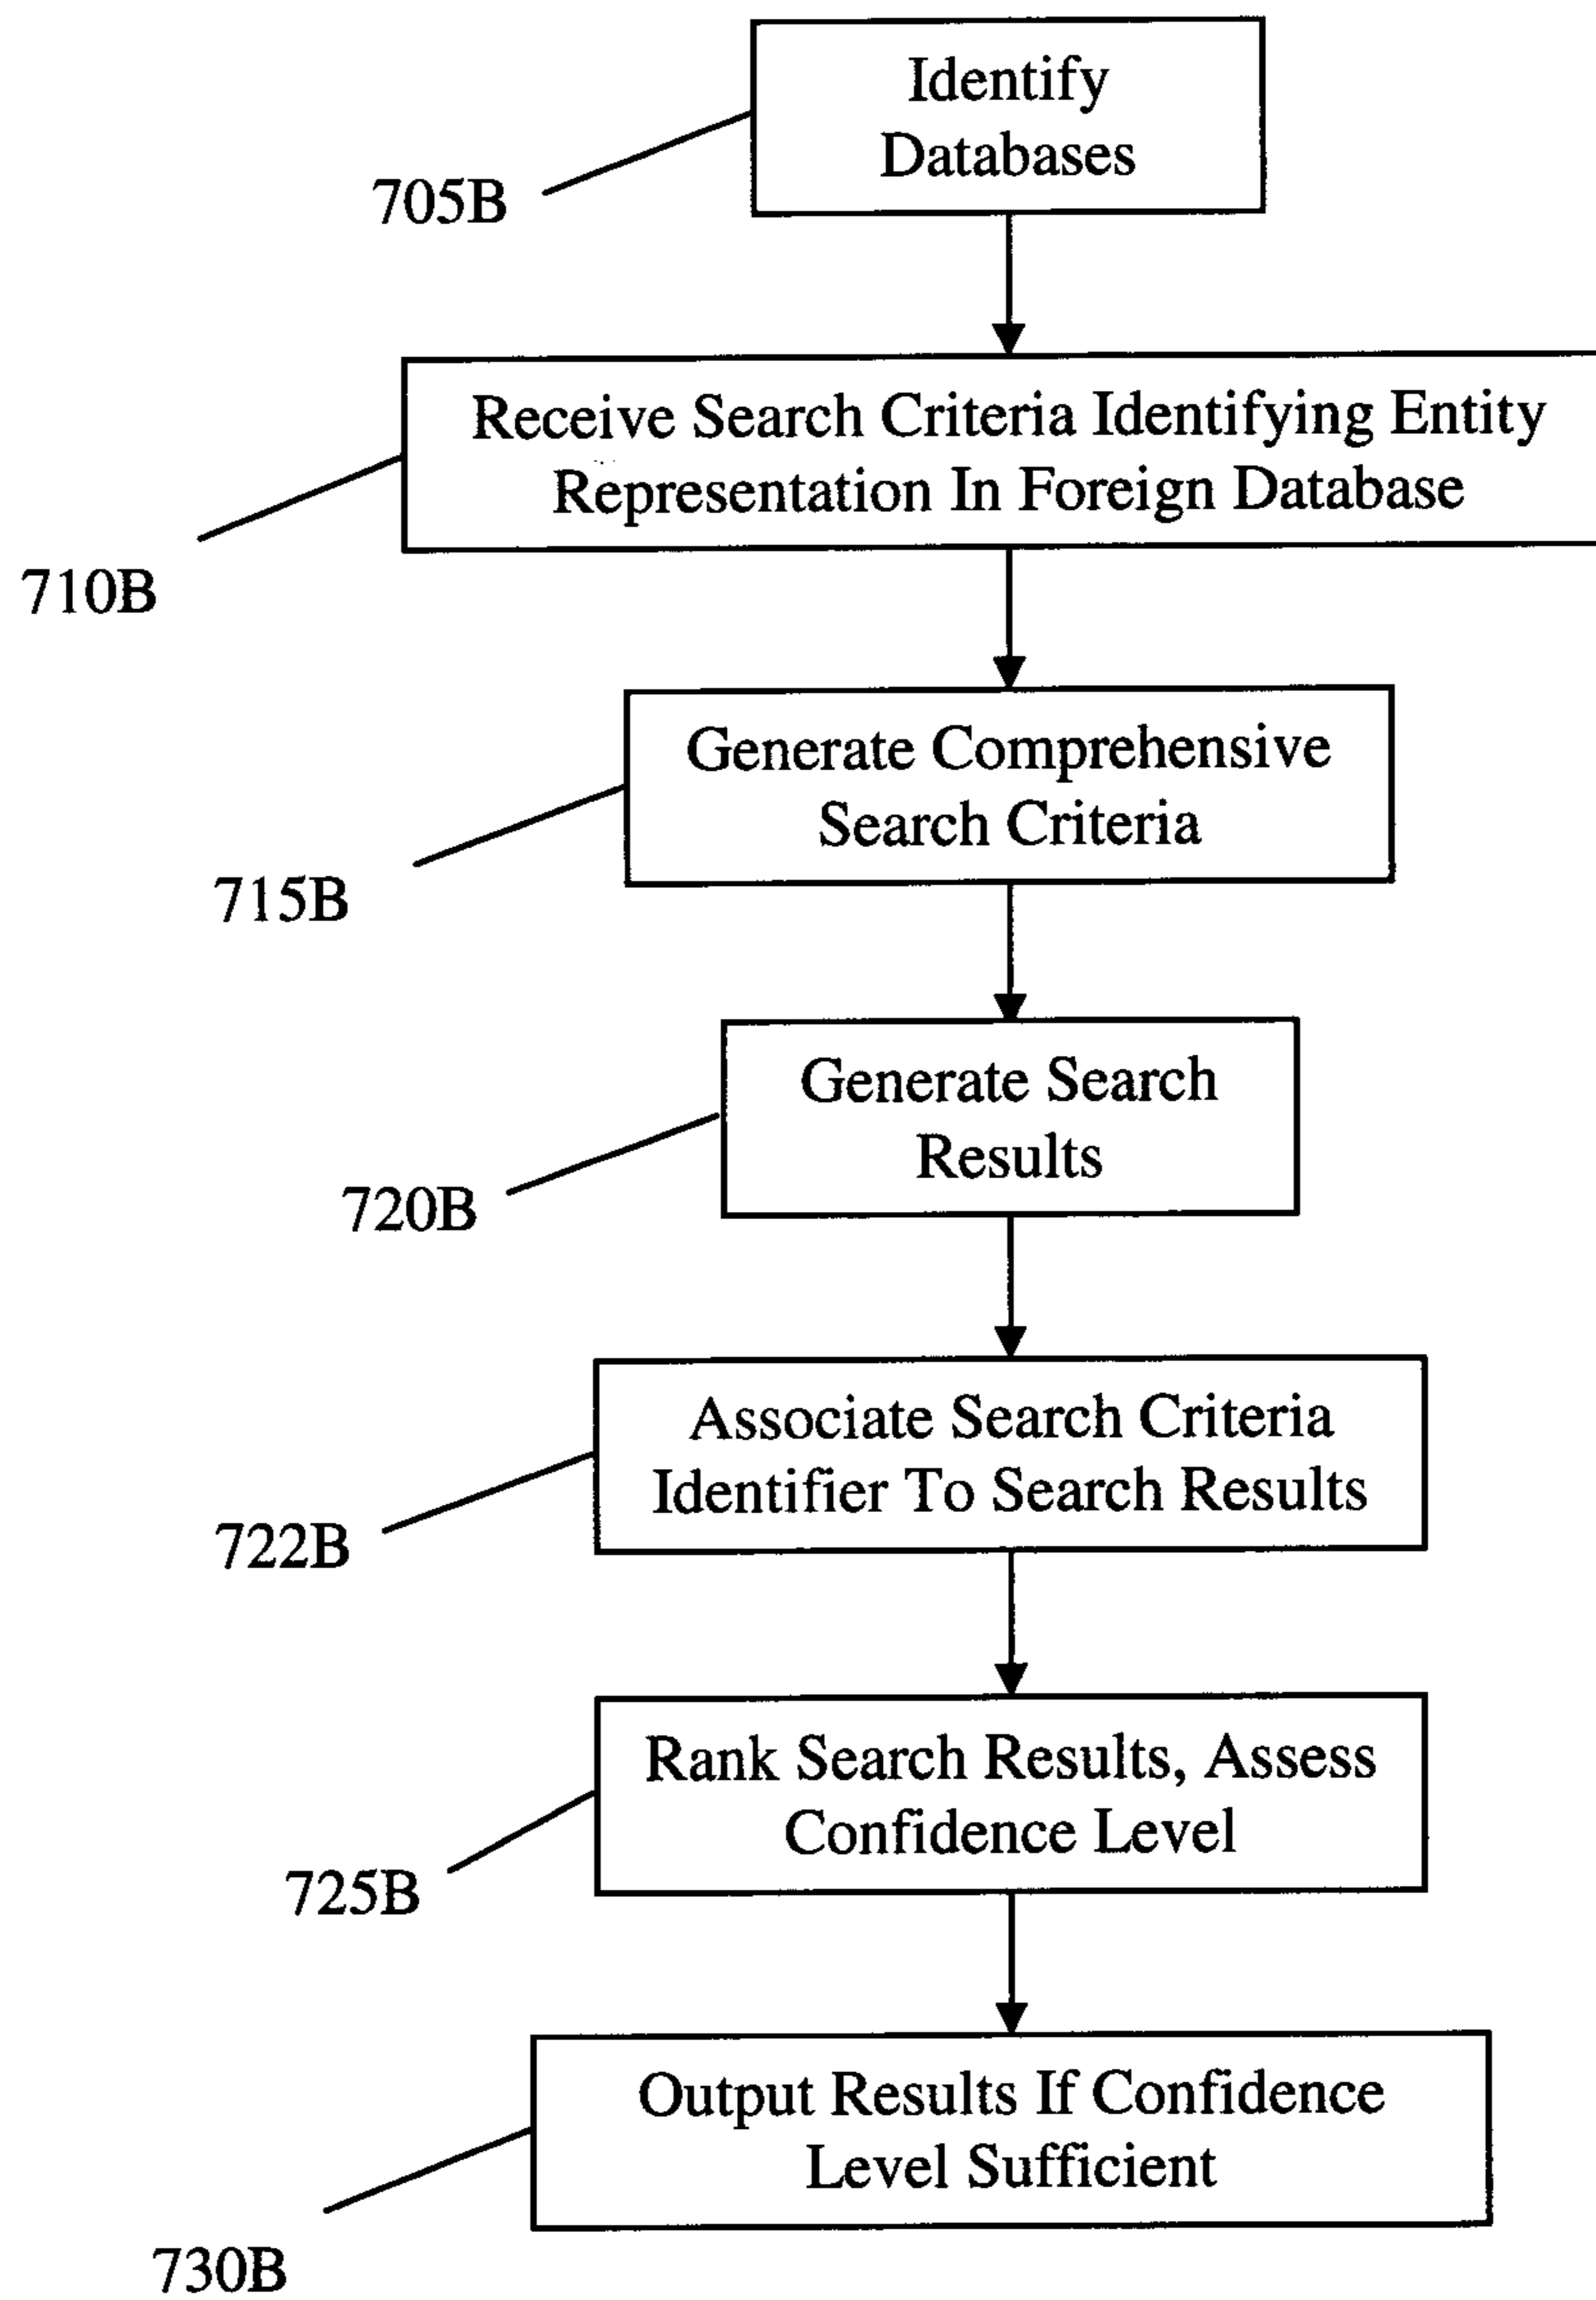 Identify
Databases
705B
Receive Search Criteria Identifying Entity
Representation In Foreign Database
710B
Generate Comprehensive
Search Criteria
715B
Generate Search
Results
720B
Associate Search Criteria
Identifier To Search Results
722B
Rank Search Results, Assess
Confidence Level
725B
Output Results If Confidence
Level Sufficient
730B